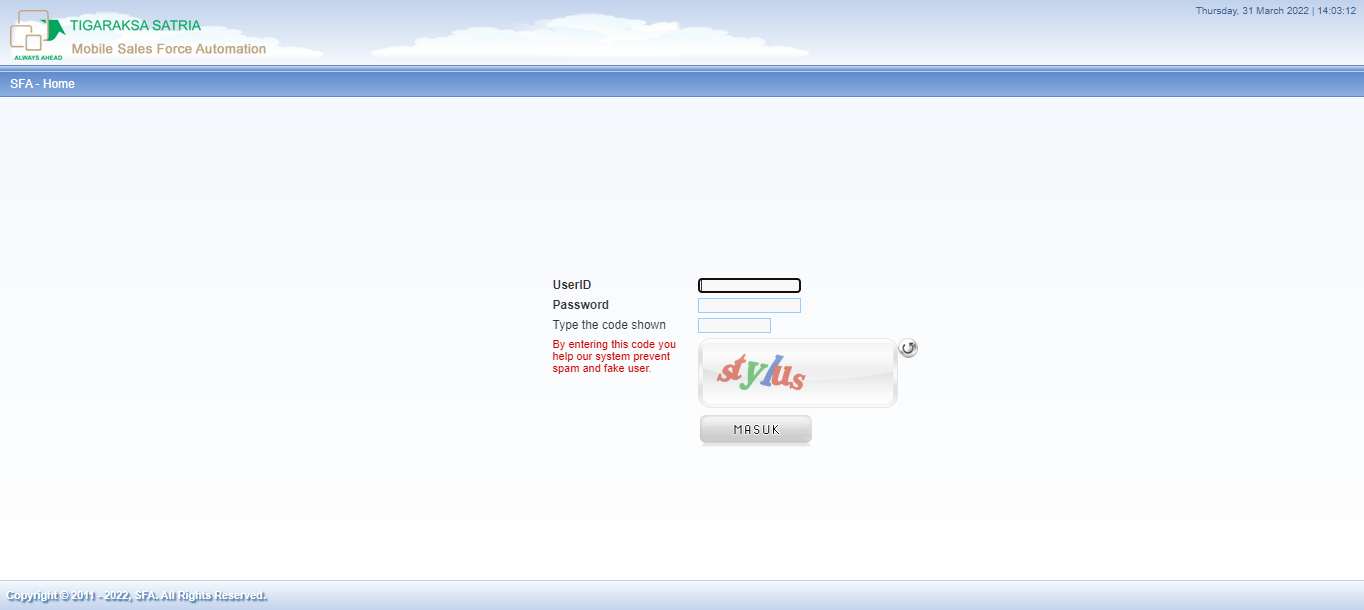 Thursday, 31 March 2022 | 14:03:12
TIGARAKSA SATRIA
Mobile Sales Force Automation
ALWAYS AHEAD
SFA - Home
UserID
Password
Type the code shown
By entering this code you
help our system prevent
spam and fake user.
stylus
MASUK
Copyright © 2011 - 2022, SFA. All Rights Reserved.